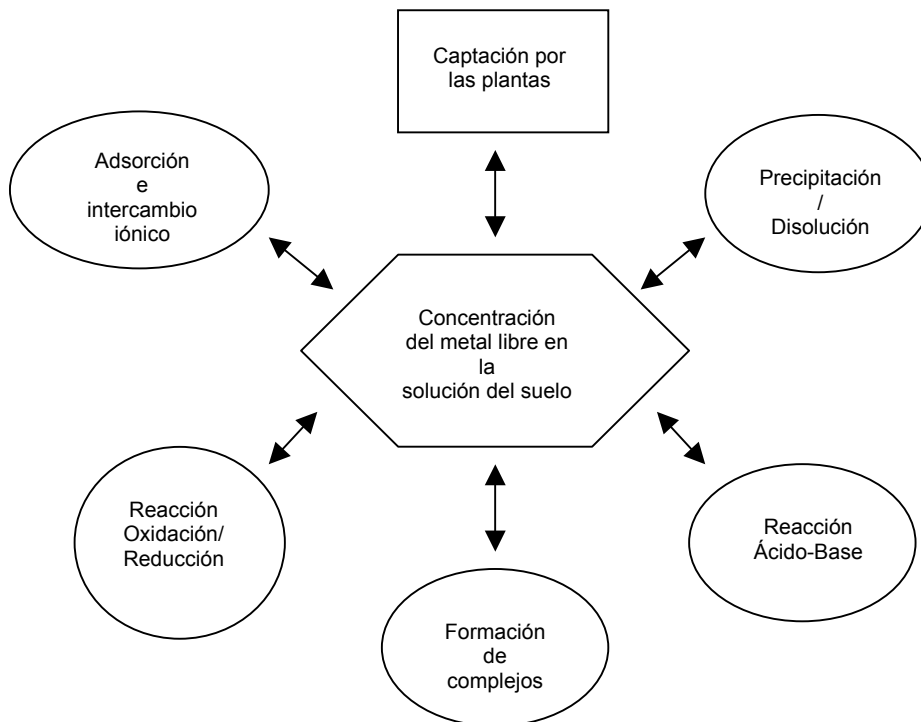 Captación por
las plantas
Adsorción
e
intercambio
iónico
Precipitación
/
Disolución
Concentración
del metal libre en
la
solución del suelo
Reacción
Oxidación/
Reducción
Reacción
Ácido-Base
Formación
de
complejos